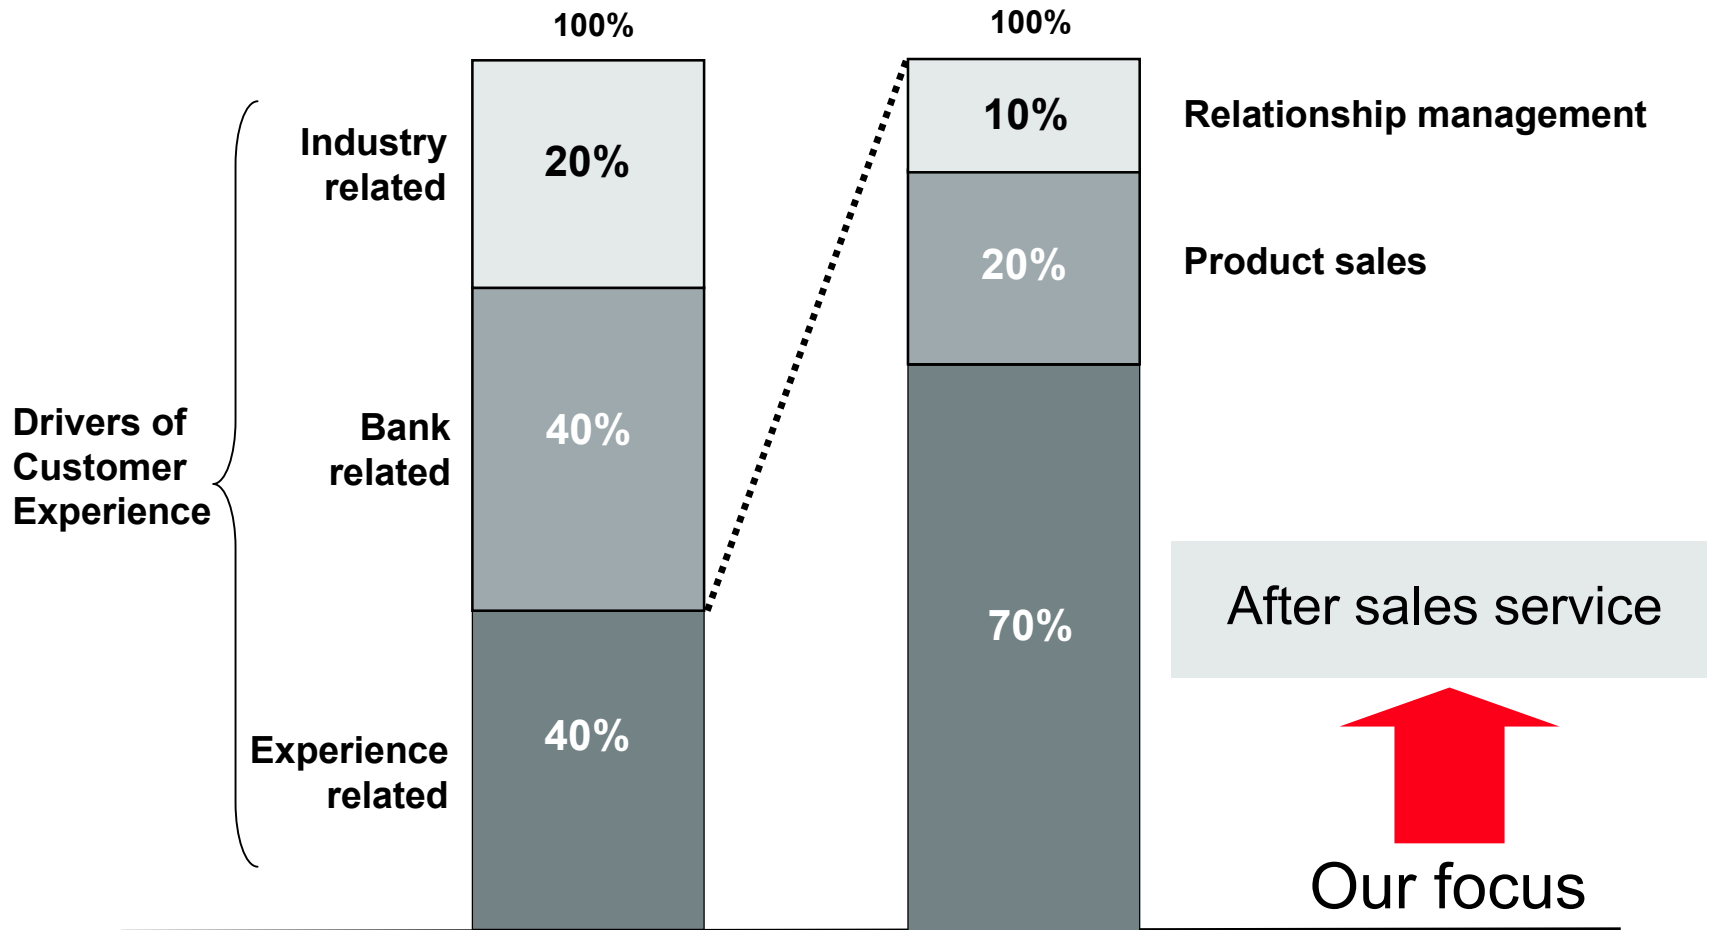 100%
100%
Industry
related
20%
10%
Relationship management
20%
Product sales
Drivers of
Customer
Experience
Bank
related
40%
70%
After sales service
Experience
related
40%
Our focus